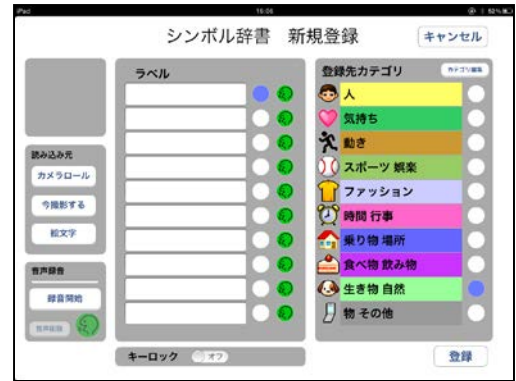 iPad
15:05
52%
シンボル辞書 新規登録
キャンセル
ラベル
登録先カテゴリ
カテゴリ編集
人
気持ち
動き
スポーツ 娯楽
ファッション
時間 行事
乗り物 場所
食べ物 飲み物
生き物 自然
物 その他
読み込み元
カメラロール
今撮影する
絵文字
音声録音
録音開始
キーロック
オフ
登録